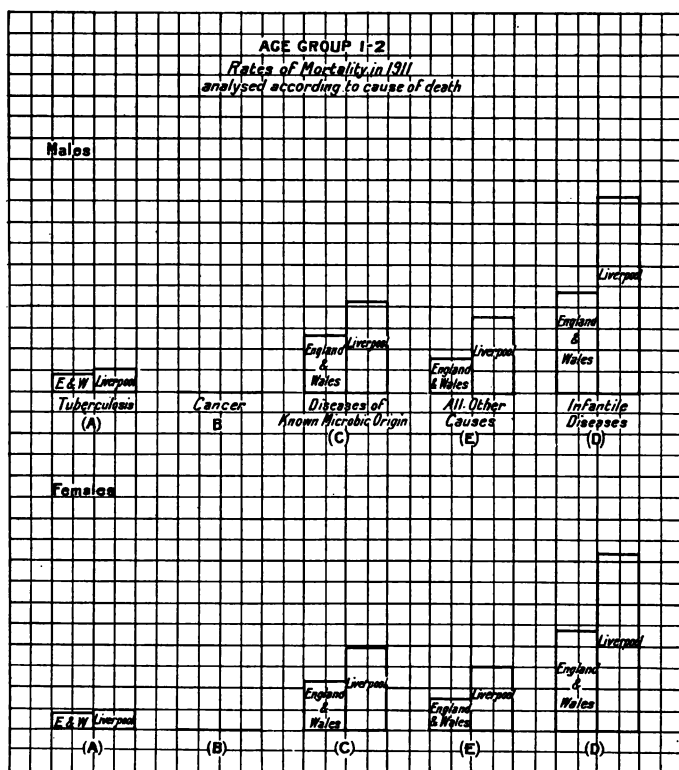 AGE GROUP 1-2
Rates of Mortality in 1911
analysed according to cause of death
Males
Liverpool
England
&
Wales
England
&
Wales
Liverpool
England
& Wales
Liverpool
E & W Liverpool
Tuberculosis
(A)
Cancer
B
Diseases of
Known Microbic Origin
(C)
All. Other
Causes
(E)
Infantile
Diseases
(D)
Females
Liverpool
England
&
Wales
England
&
Wales
Liverpool
England
& Wales
Liverpool
E & W Liverpool
(A) (B) (C) (E) (D)